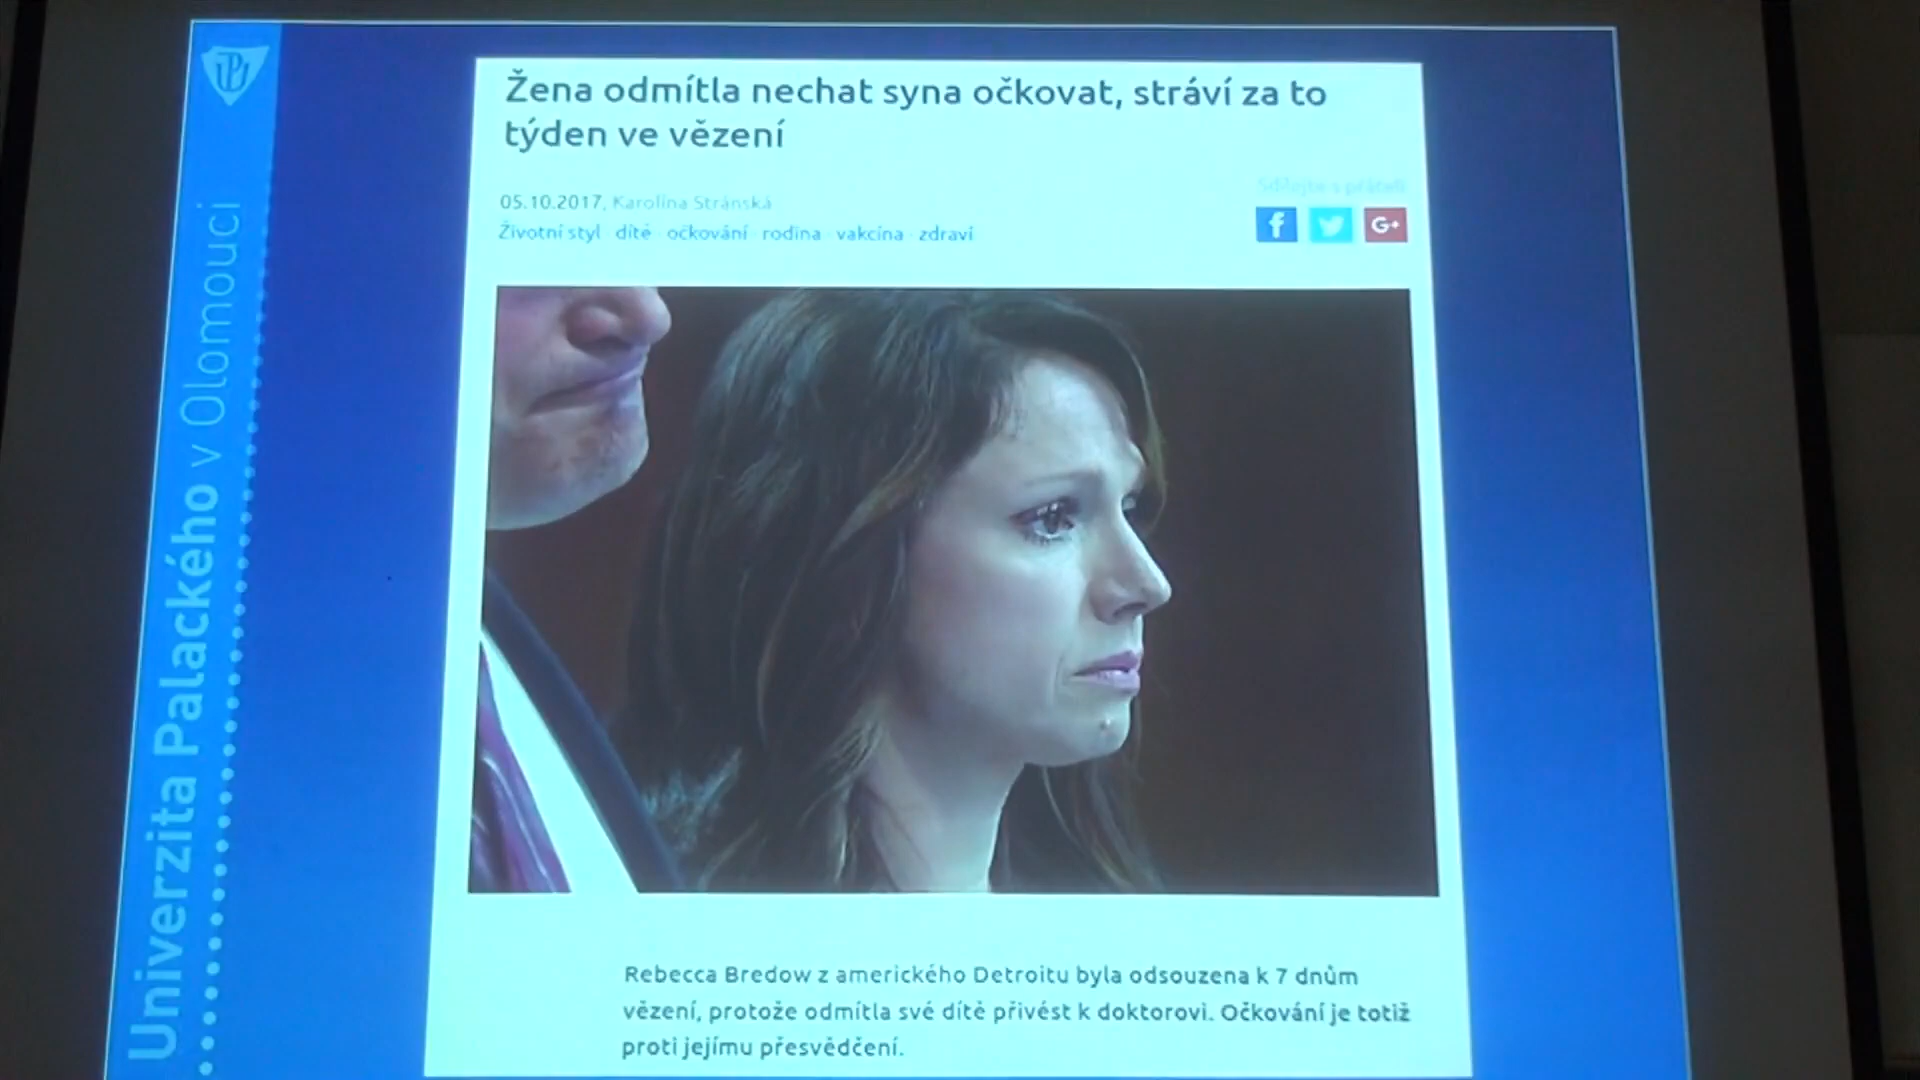 Univerzita Palackého v Olomouci
Žena odmítla nechat syna očkovat, stráví za to
týden ve vězení
Sdílejte s přáteli
05.10.2017, Karolína Stránská
Životní styl · dítě · očkování · rodina · vakcína · zdraví
f G+
Rebecca Bredow z amerického Detroitu byla odsouzena k 7 dnům
vězení, protože odmítla své dítě přivést k doktorovi. Očkování je totiž
proti jejímu přesvědčení.